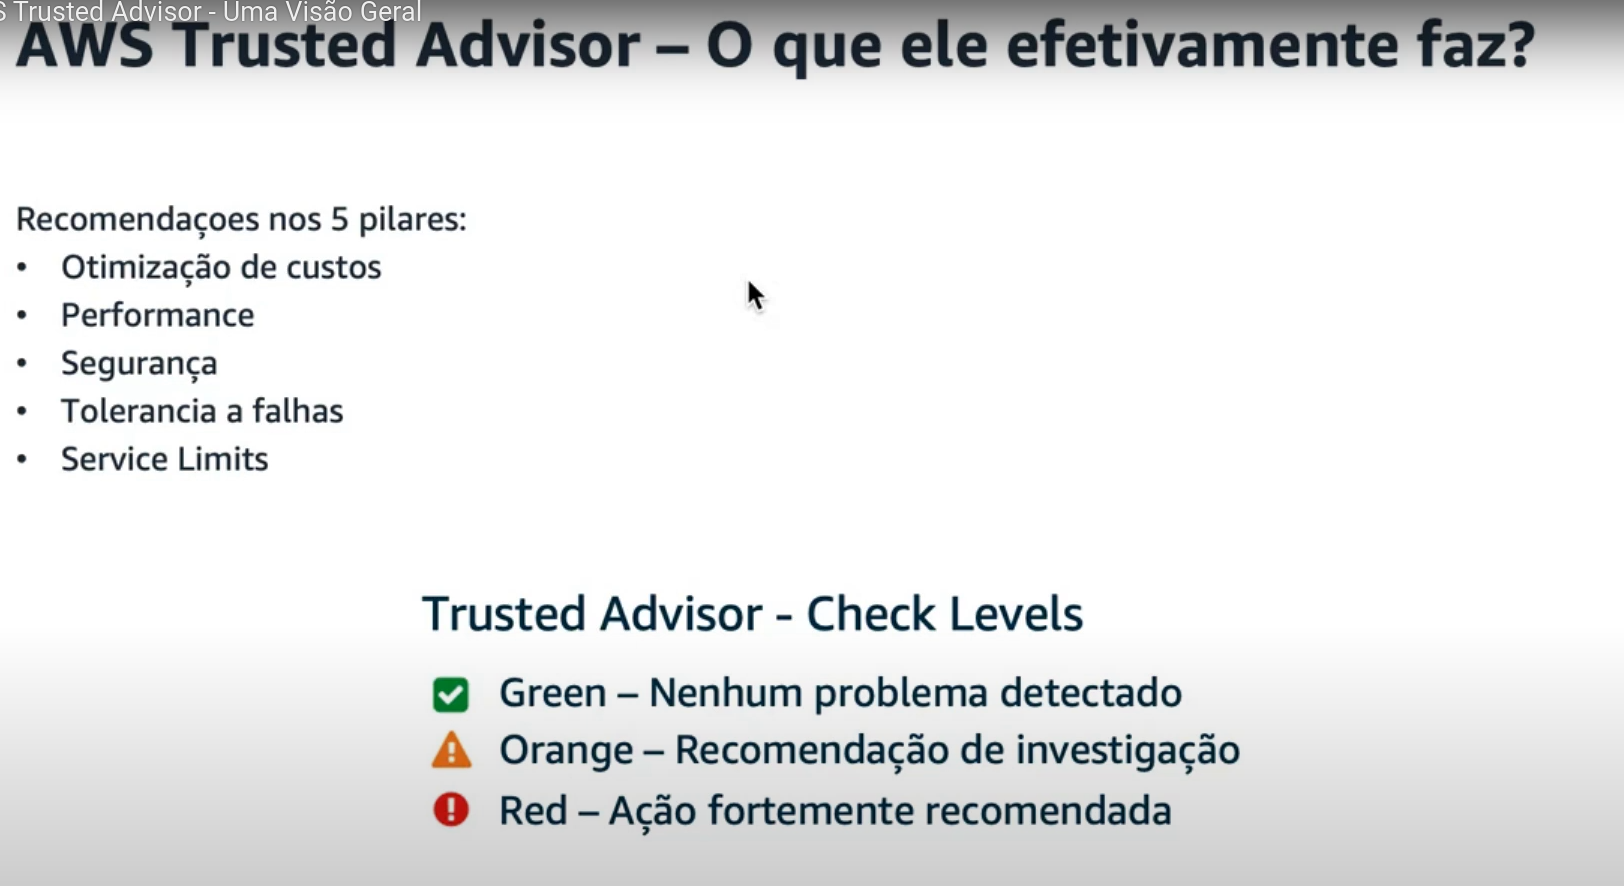 S Trusted Advisor - Uma Visão Geral
AWS Trusted Advisor – O que ele efetivamente faz?
Recomendaçoes nos 5 pilares:
• Otimização de custos
• Performance
• Segurança
• Tolerancia a falhas
• Service Limits
Trusted Advisor - Check Levels
Green – Nenhum problema detectado
Orange – Recomendação de investigação
Red – Ação fortemente recomendada